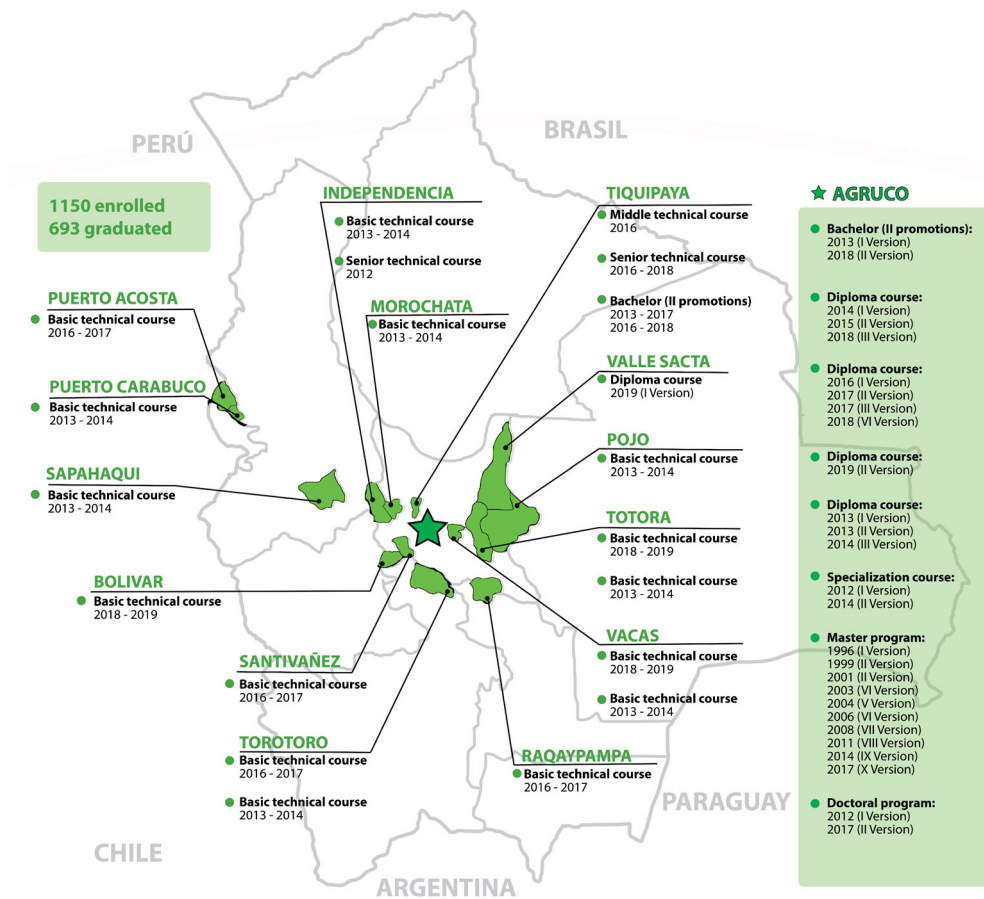 PERÚ
BRASIL
1150 enrolled
693 graduated
INDEPENDENCIA
Basic technical course
2013 - 2014
Senior technical course
2012
MOROCHATA
Basic technical course
2013 - 2014
PUERTO ACOSTA
Basic technical course
2016 - 2017
PUERTO CARABUCO
Basic technical course
2013 - 2014
SAPAHAQUI
Basic technical course
2013 - 2014
BOLIVAR
Basic technical course
2018 - 2019
SANTIVAÑEZ
Basic technical course
2016 - 2017
TOROTORO
Basic technical course
2016 - 2017
Basic technical course
2013 - 2014
TIQUIPAYA
Middle technical course
2016
Senior technical course
2016 - 2018
Bachelor (II promotions)
2013 - 2017
2016 - 2018
VALLE SACTA
Diploma course
2019 (I Version)
POJO
Basic technical course
2013 - 2014
TOTORA
Basic technical course
2018 - 2019
Basic technical course
2013 - 2014
VACAS
Basic technical course
2018 - 2019
Basic technical course
2013 - 2014
RAQAYPAMPA
Basic technical course
2016 - 2017
AGRUCO
Bachelor (II promotions):
2013 (I Version)
2018 (II Version)
Diploma course:
2014 (I Version)
2015 (II Version)
2018 (III Version)
Diploma course:
2016 (I Version)
2017 (II Version)
2017 (III Version)
2018 (VI Version)
Diploma course:
2019 (II Version)
Diploma course:
2013 (I Version)
2013 (II Version)
2014 (III Version)
Specialization course:
2012 (I Version)
2014 (II Version)
Master program:
1996 (I Version)
1999 (II Version)
2001 (II Version)
2003 (VI Version)
2004 (V Version)
2006 (VI Version)
2008 (VII Version)
2011 (VIII Version)
2014 (IX Version)
2017 (X Version)
Doctoral program:
2012 (I Version)
2017 (II Version)
PARAGUAY
CHILE
ARGENTINA